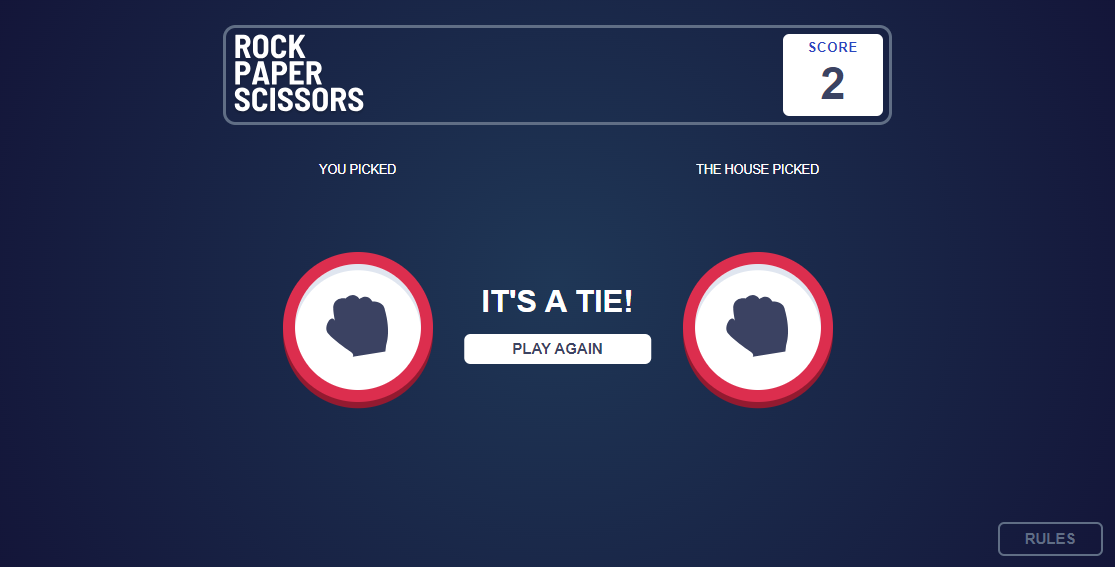 ROCK
PAPER
SCISSORS
SCORE
2
YOU PICKED
THE HOUSE PICKED
IT'S A TIE!
PLAY AGAIN
RULES